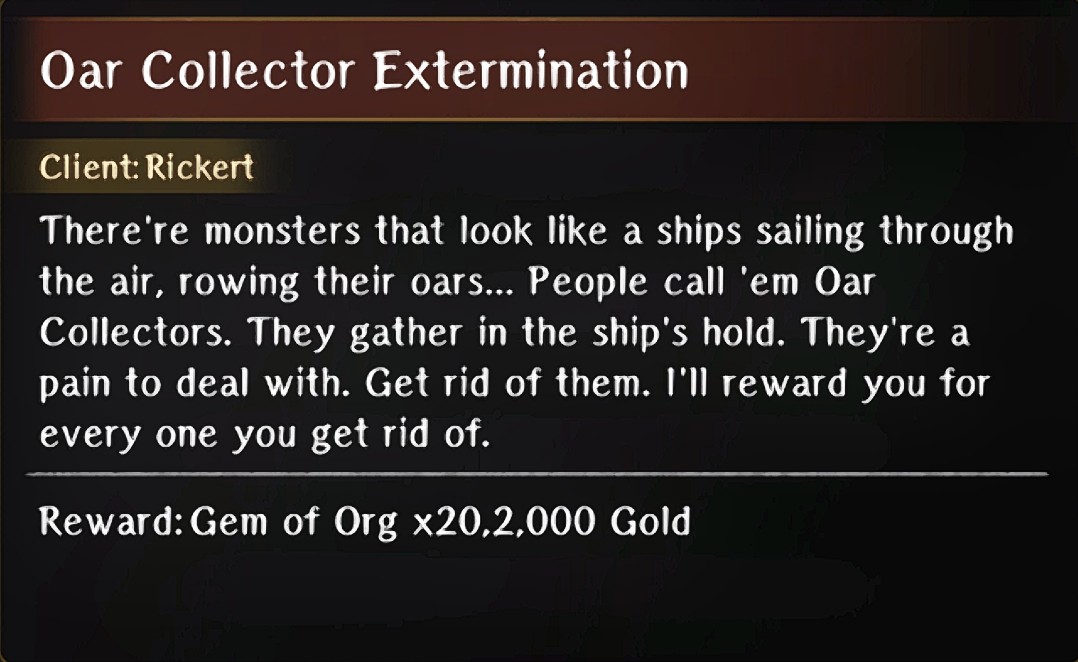 Oar Collector Extermination
Client: Rickert
There're monsters that look like a ships sailing through
the air, rowing their oars... People call 'em Oar
Collectors. They gather in the ship's hold. They're a
pain to deal with. Get rid of them. I'll reward you for
every one you get rid of.
Reward: Gem of Org x20,2,000 Gold